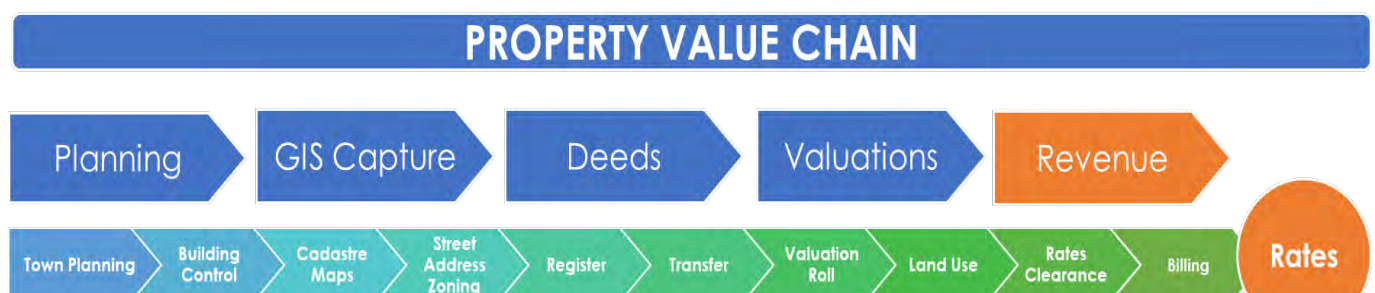 PROPERTY VALUE CHAIN
Planning
GIS Capture
Deeds
Valuations
Revenue
Town Planning
Building
Control
Cadastre
Maps
Street
Address
Zoning
Register
Transfer
Valuation
Roll
Land Use
Rates
Clearance
Billing
Rates